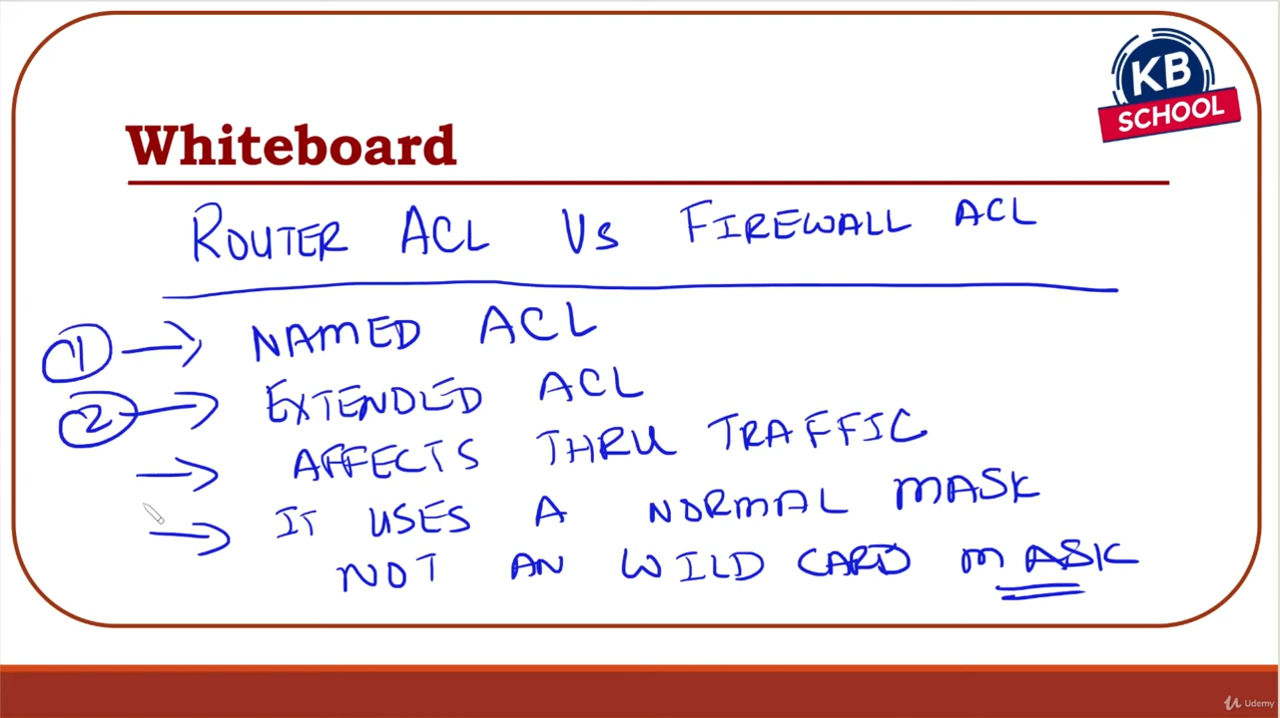 KB
SCHOOL
Whiteboard
ROUTER ACL Vs FIREWALL ACL
1 → NAMED ACL
2 → EXTENDED ACL
→ AFFECTS THRU TRAFFIC
→ IT USES A NORMAL MASK
NOT AN WILD CARD MASK
Udemy